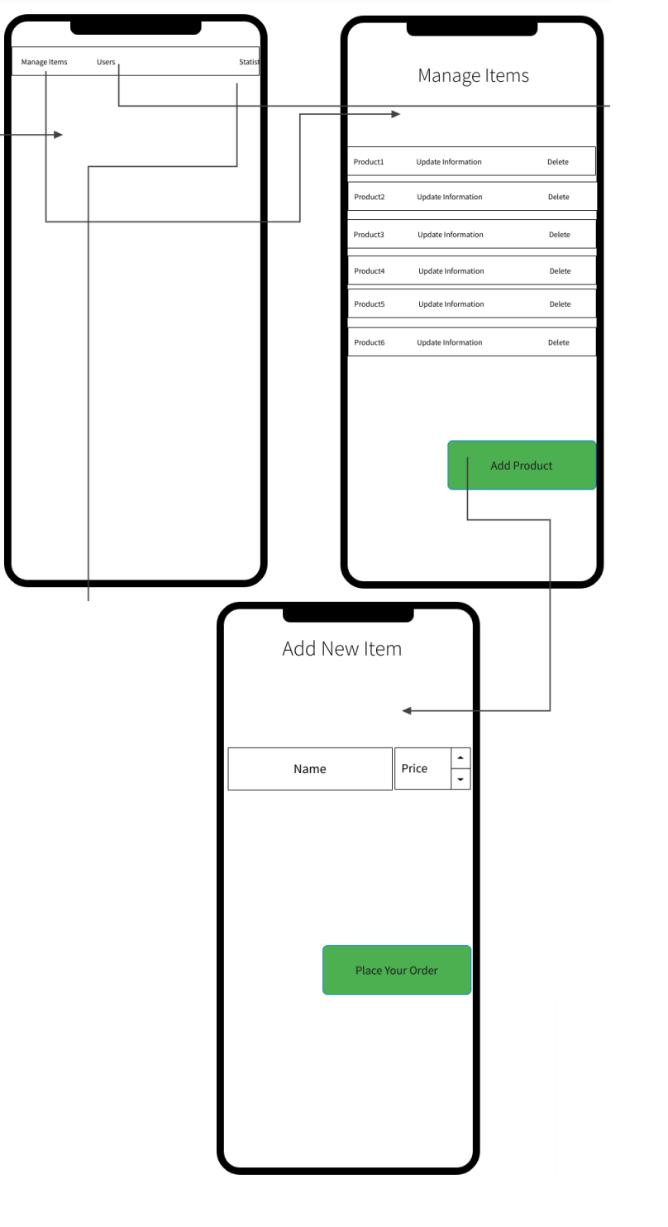 Manage Items Users Statist
Manage Items
Product1 Update Information Delete
Product2 Update Information Delete
Product3 Update Information Delete
Product4 Update Information Delete
Product5 Update Information Delete
Product6 Update Information Delete
Add Product
Add New Item
Name Price
Place Your Order